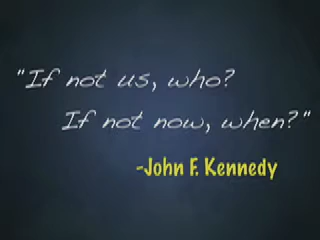 "If not us, who?
If not now, when?"
-John F. Kennedy